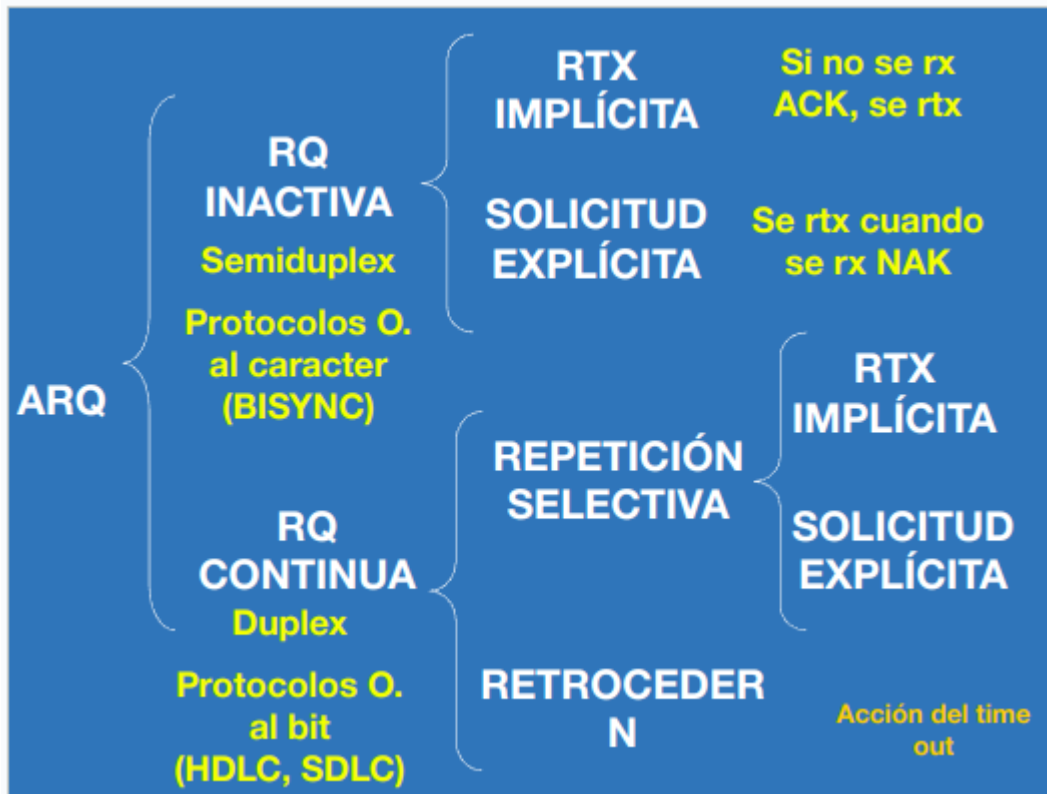 ARQ
RQ
INACTIVA
Semiduplex
Protocolos O.
al caracter
(BISYNC)
RTX
IMPLÍCITA
Si no se rx
ACK, se rtx
SOLICITUD
EXPLÍCITA
Se rtx cuando
se rx NAK
RQ
CONTINUA
Duplex
Protocolos O.
al bit
(HDLC, SDLC)
REPETICIÓN
SELECTIVA
RTX
IMPLÍCITA
SOLICITUD
EXPLÍCITA
RETROCEDER
N
Acción del time
out